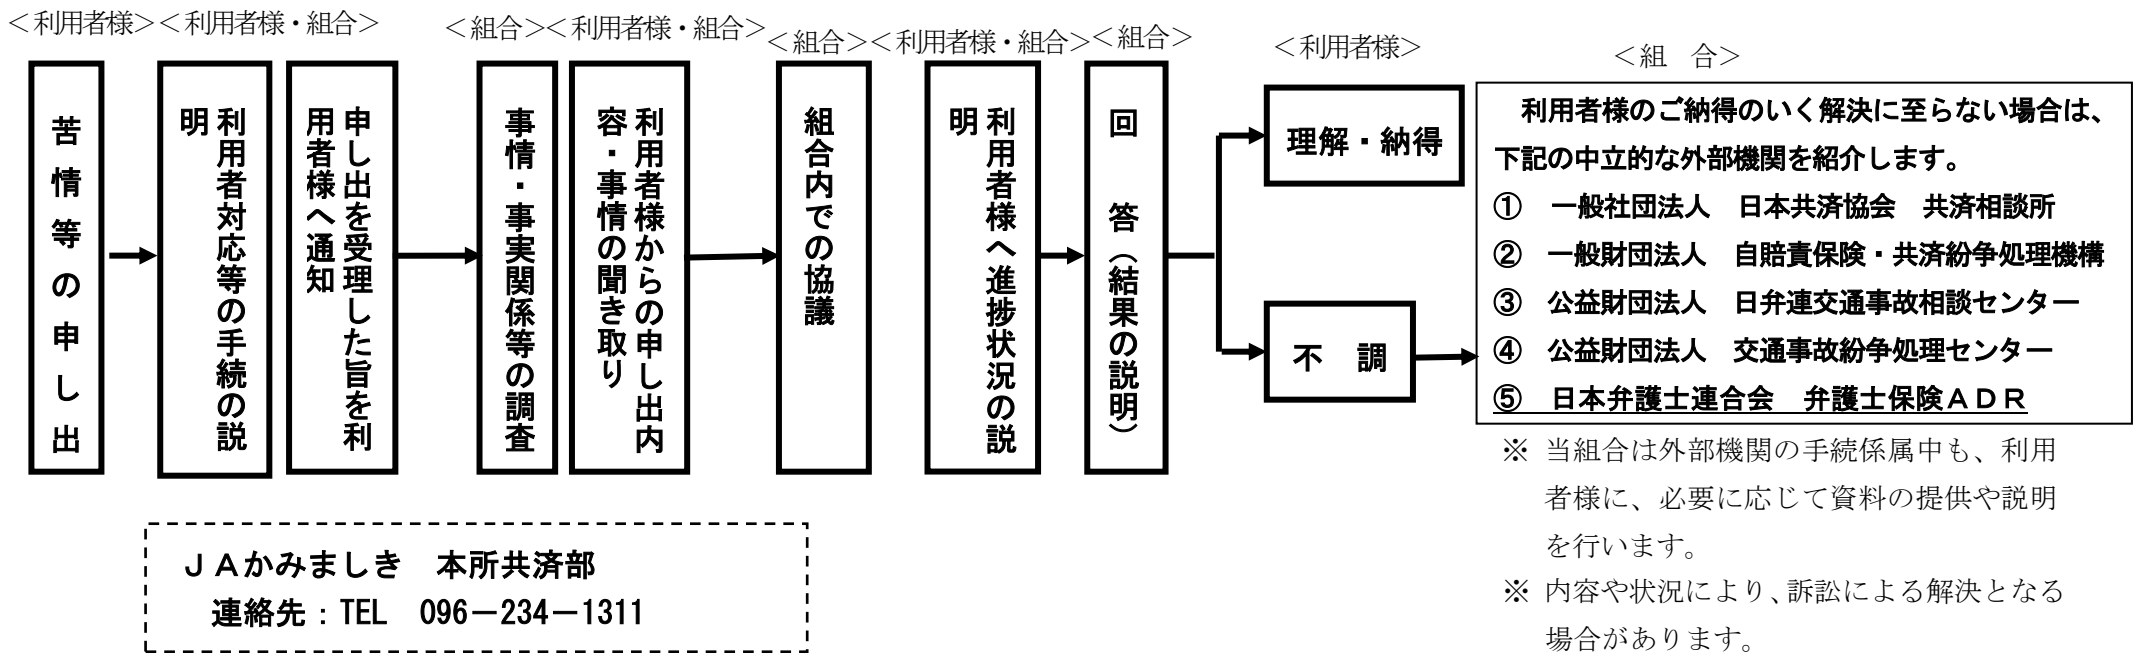 ＜利用者様＞＜利用者様・組合＞
＜組合＞＜利用者様・組合＞
＜組合＞＜利用者様・組合＞＜組合＞
＜利用者様＞
＜組　合＞
苦情等の申し出
利用者対応等の手続の説
明
申し出を受理した旨を利
用者様へ通知
事情・事実関係等の調査
利用者様からの申し出内
容・事情の聞き取り
組合内での協議
利用者様へ進捗状況の説
明
回　答（結果の説明）
理解・納得
不　調
利用者様のご納得のいく解決に至らない場合は、
下記の中立的な外部機関を紹介します。
①　一般社団法人　日本共済協会　共済相談所
②　一般財団法人　自賠責保険・共済紛争処理機構
③　公益財団法人　日弁連交通事故相談センター
④　公益財団法人　交通事故紛争処理センター
⑤　日本弁護士連合会　弁護士保険ＡＤＲ
※ 当組合は外部機関の手続係属中も、利用
者様に、必要に応じて資料の提供や説明
を行います。
※ 内容や状況により、訴訟による解決となる
場合があります。
ＪＡかみましき　本所共済部
連絡先：TEL　096－234－1311